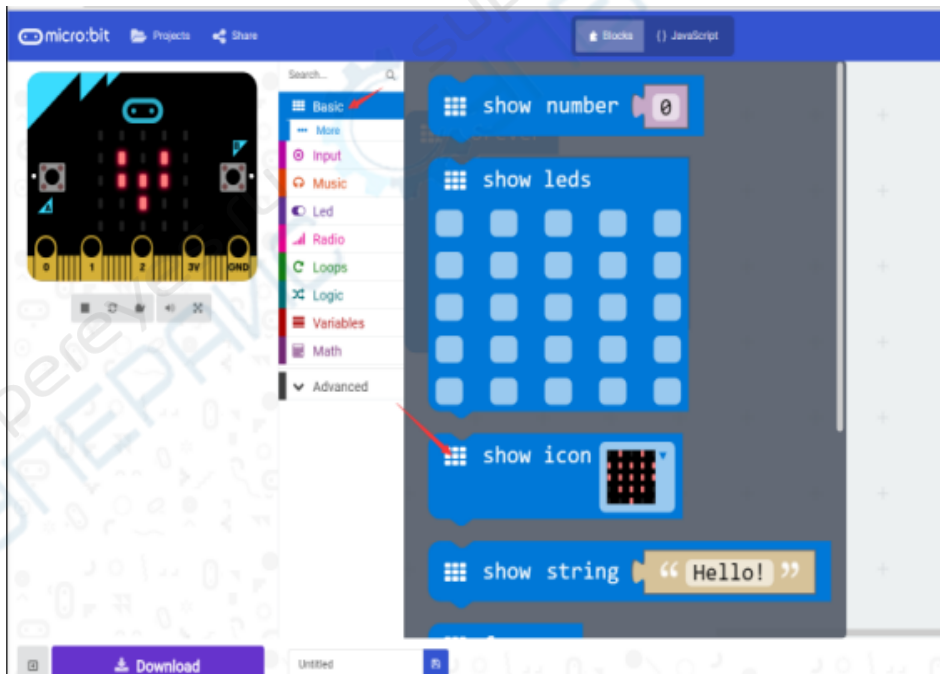 micro:bit Projects Share Blocks {} JavaScript
Search...
Basic
More
Input
Music
Led
Radio
Loops
Logic
Variables
Math
Advanced
0 1 2 3V GND
show number 0
show leds
show icon
show string “ Hello! ”
Download
Untitled